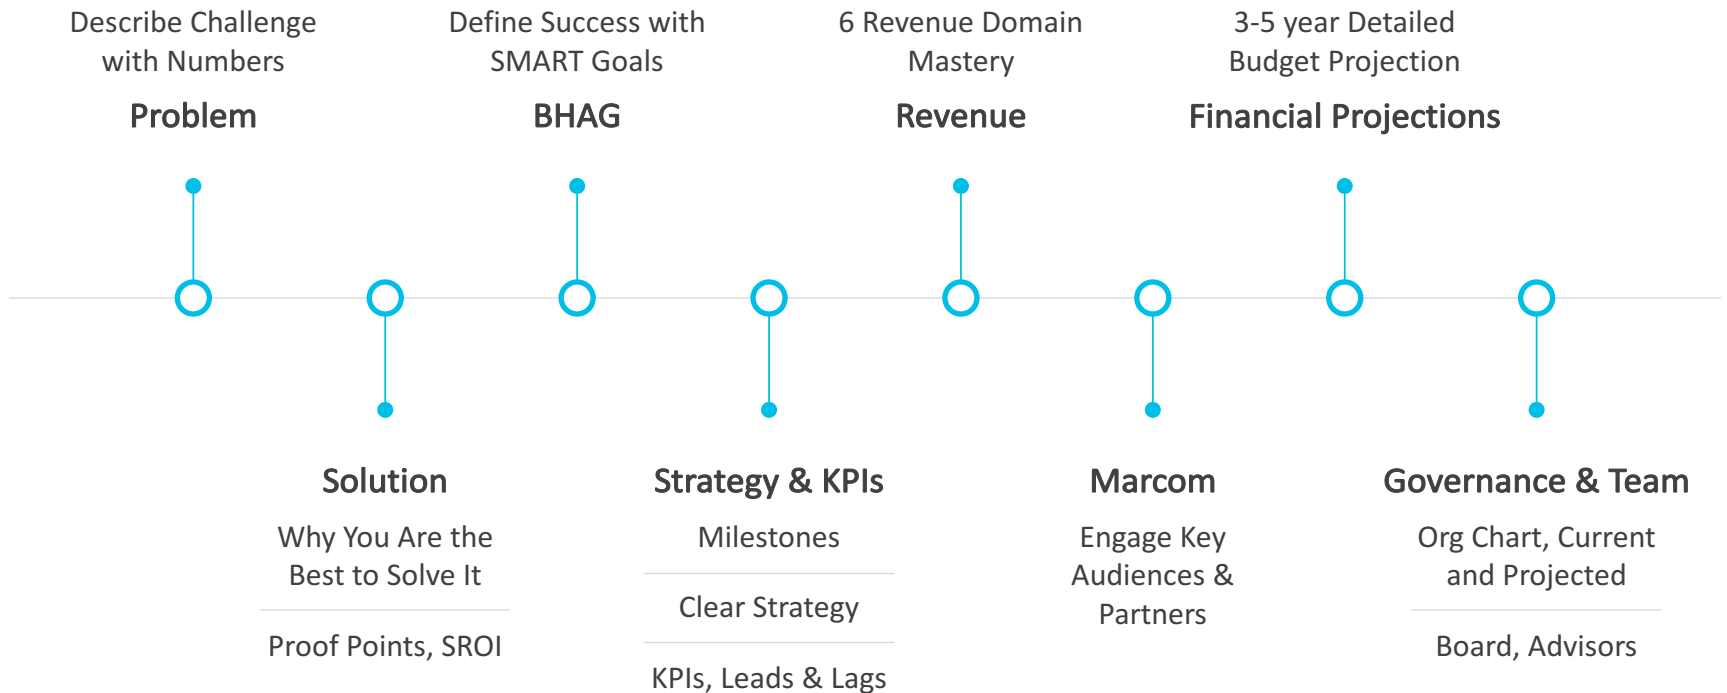 Describe Challenge
with Numbers
Problem
Define Success with
SMART Goals
BHAG
6 Revenue Domain
Mastery
Revenue
3-5 year Detailed
Budget Projection
Financial Projections
Solution
Why You Are the
Best to Solve It
Proof Points, SROI
Strategy & KPIs
Milestones
Clear Strategy
KPIs, Leads & Lags
Marcom
Engage Key
Audiences &
Partners
Governance & Team
Org Chart, Current
and Projected
Board, Advisors